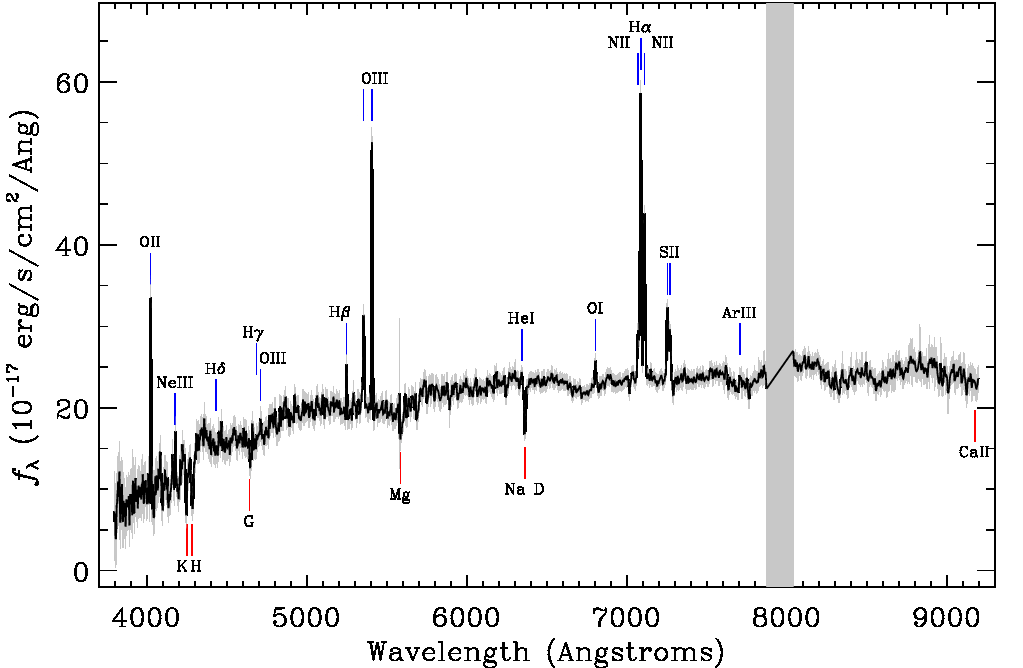 Hα
NII NII
OIII
60
OII
40
SII
Hβ
HeI
OI
ArIII
Hγ
OIII
Hδ
NeIII
20
CaII
Mg
Na D
G
K H
0
4000 5000 6000 7000 8000 9000
Wavelength (Angstroms)
fλ (10⁻¹⁷ erg/s/cm²/Ang)